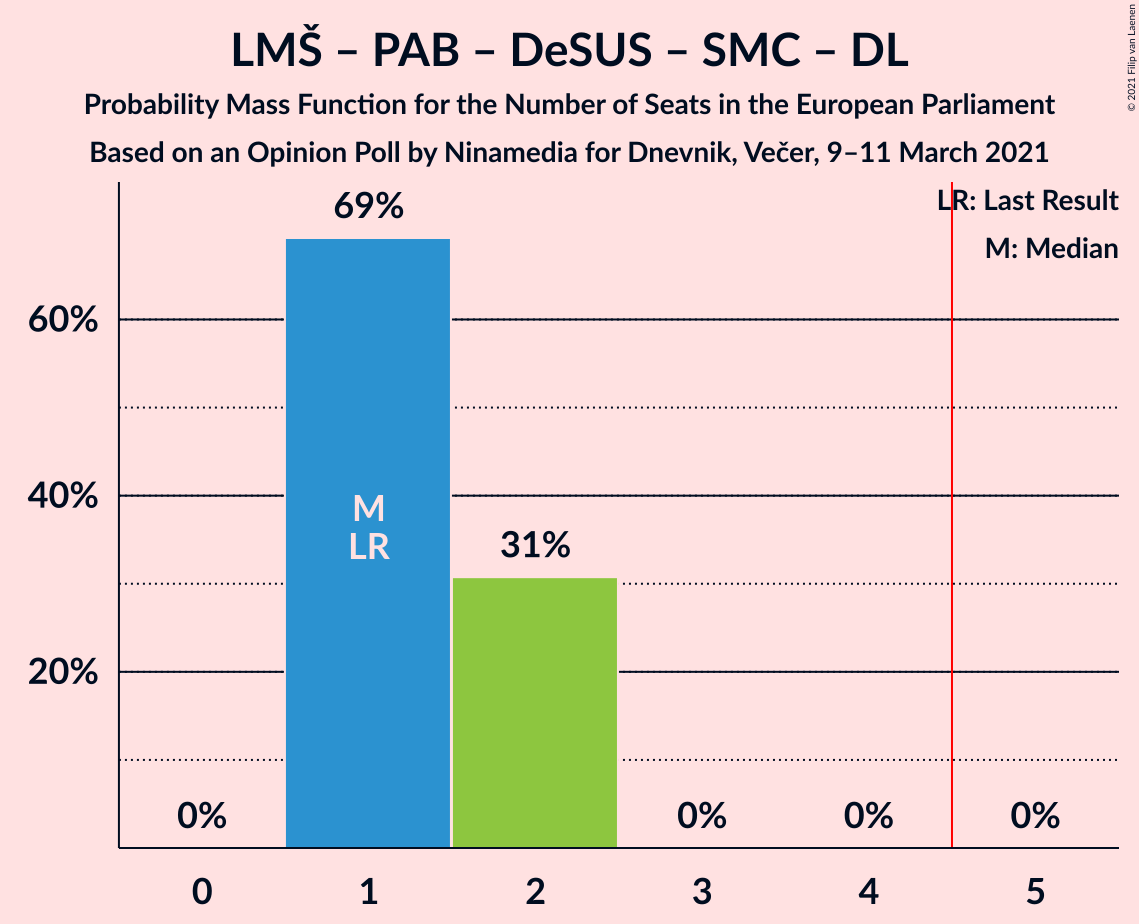 LMŠ – PAB – DeSUS – SMC – DL
Probability Mass Function for the Number of Seats in the European Parliament
Based on an Opinion Poll by Ninamedia for Dnevnik, Večer, 9–11 March 2021
© 2021 Filip van Laenen
LR: Last Result
M: Median
69%
60%
40%
M
LR
31%
20%
0%
0%
0%
0%
0
1
2
3
4
5